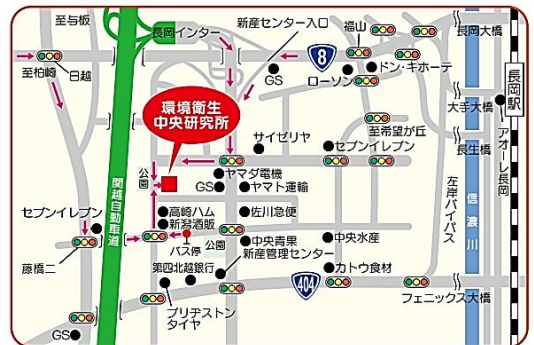 至与板
長岡インター
新産センター入口
福山
長岡大橋
至柏崎
日越
GS
8
ローソン
ドン・キホーテ
長岡駅
環境衛生
中央研究所
大手大橋
至希望が丘
サイゼリヤ
セブンイレブン
長生橋
アオーレ長岡
公園
ヤマダ電機
GS
ヤマト運輸
関越自動車道
左岸バイパス
信濃川
セブンイレブン
高崎ハム
新潟酒販
佐川急便
バス停
公園
中央青果
中央水産
藤橋二
第四北越銀行
新産管理センター
カトウ食材
404
フェニックス大橋
ブリヂストン
タイヤ
GS